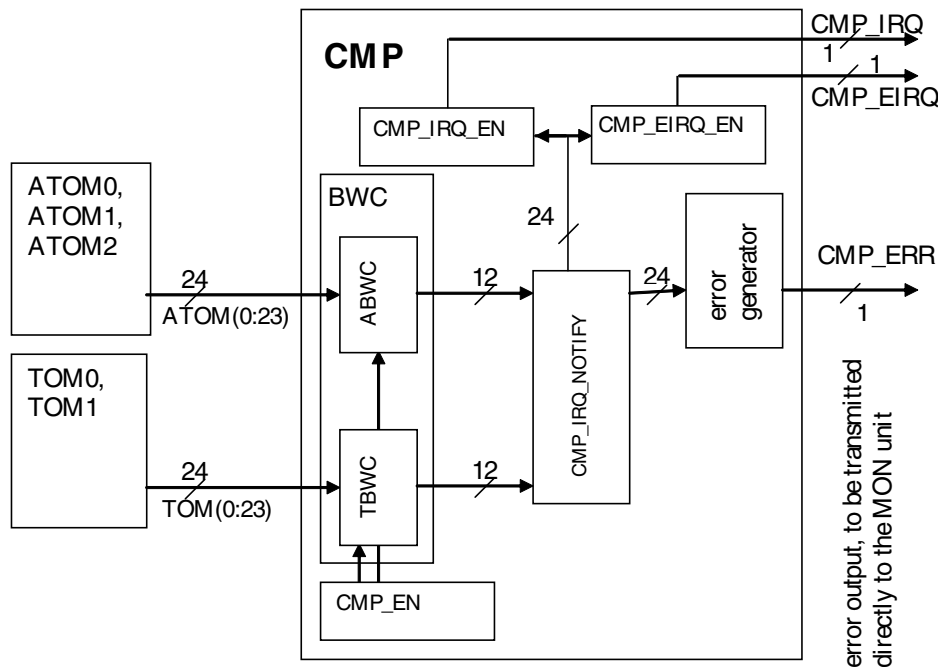 CMP_IRQ
1
CMP
1
CMP_EIRQ
CMP_IRQ_EN
CMP_EIRQ_EN
ATOM0,
ATOM1,
ATOM2
BWC
24
24
ATOM(0:23)
ABWC
12
CMP_IRQ_NOTIFY
24
error
generator
CMP_ERR
1
TOM0,
TOM1
24
TOM(0:23)
TBWC
12
CMP_EN
error output, to be transmitted
directly to the MON unit